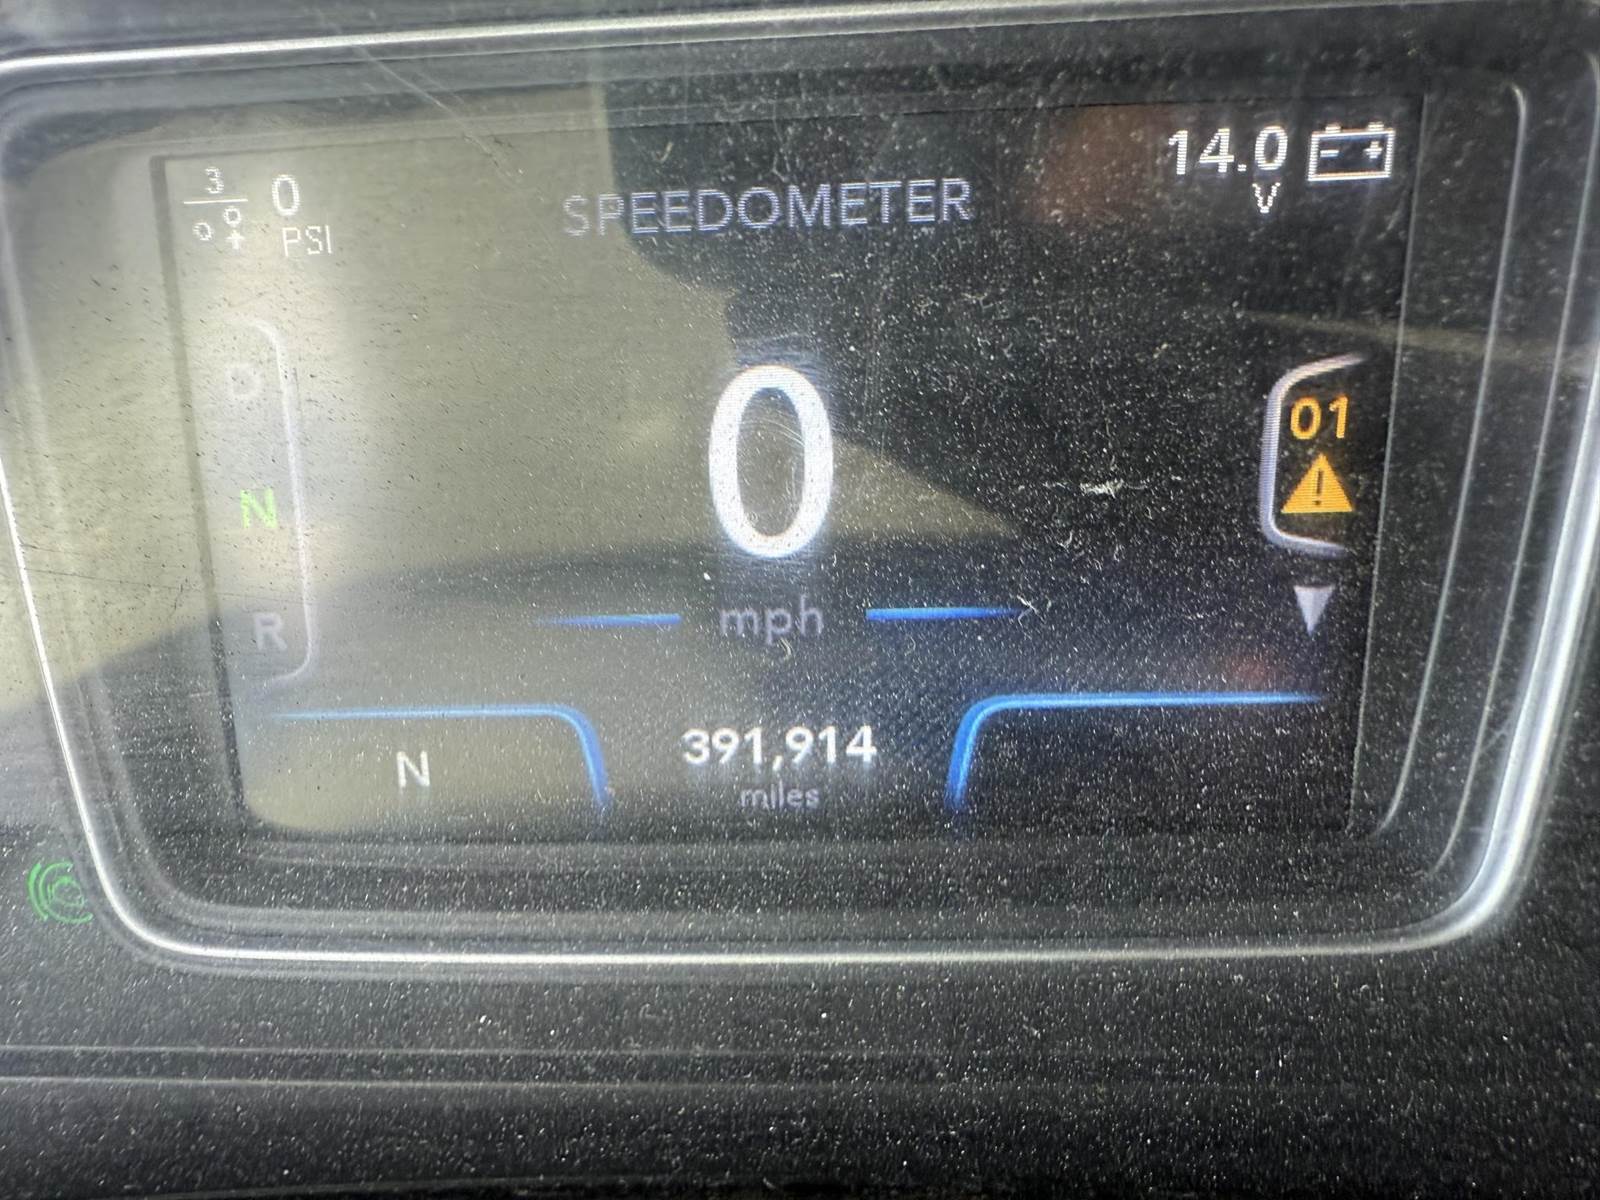 3
0
PSI
SPEEDOMETER
14.0
V
D
N
R
0
mph
01
!
N
391,914
miles